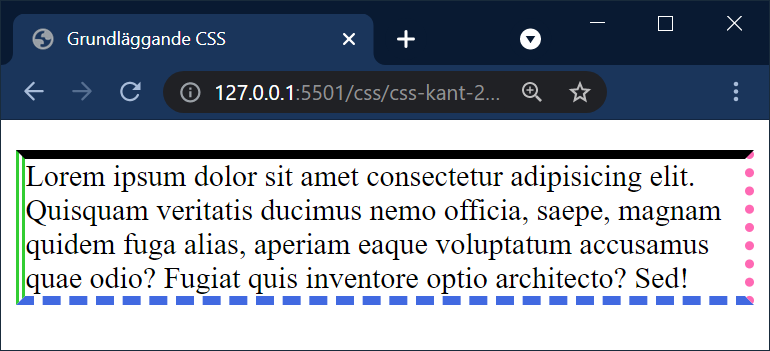 Grundläggande CSS
127.0.0.1:5501/css/css-kant-2...
Lorem ipsum dolor sit amet consectetur adipisicing elit.
Quisquam veritatis ducimus nemo officia, saepe, magnam
quidem fuga alias, aperiam eaque voluptatum accusamus
quae odio? Fugiat quis inventore optio architecto? Sed!